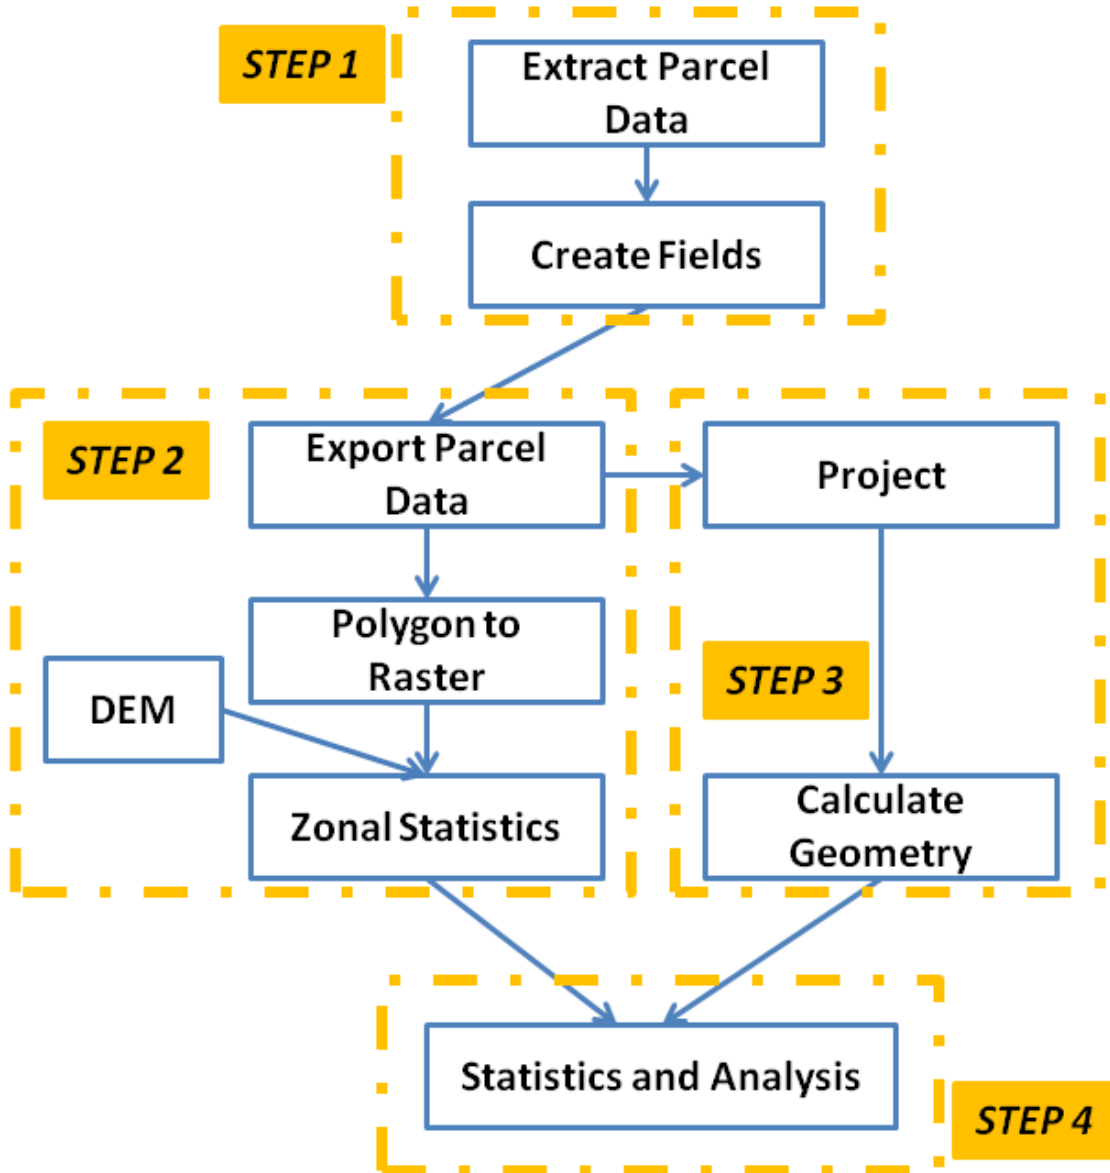 STEP 1
Extract Parcel
Data
Create Fields
STEP 2
Export Parcel
Data
Project
Polygon to
Raster
DEM
STEP 3
Zonal Statistics
Calculate
Geometry
Statistics and Analysis
STEP 4